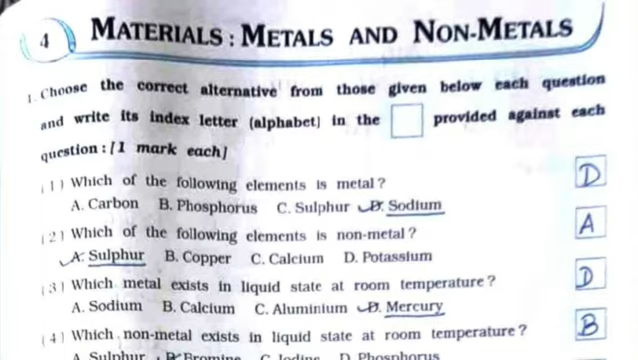 4 MATERIALS : METALS AND NON-METALS
1. Choose the correct alternative from those given below each question
and write its index letter (alphabet) in the provided against each
question : [1 mark each]
(1) Which of the following elements is metal ? D
A. Carbon B. Phosphorus C. Sulphur D. Sodium
(2) Which of the following elements is non-metal ? A
A. Sulphur B. Copper C. Calcium D. Potassium
(3) Which metal exists in liquid state at room temperature ? D
A. Sodium B. Calcium C. Aluminium D. Mercury
(4) Which non-metal exists in liquid state at room temperature ? B
A. Sulphur B. Bromine C. Iodine D. Phosphorus